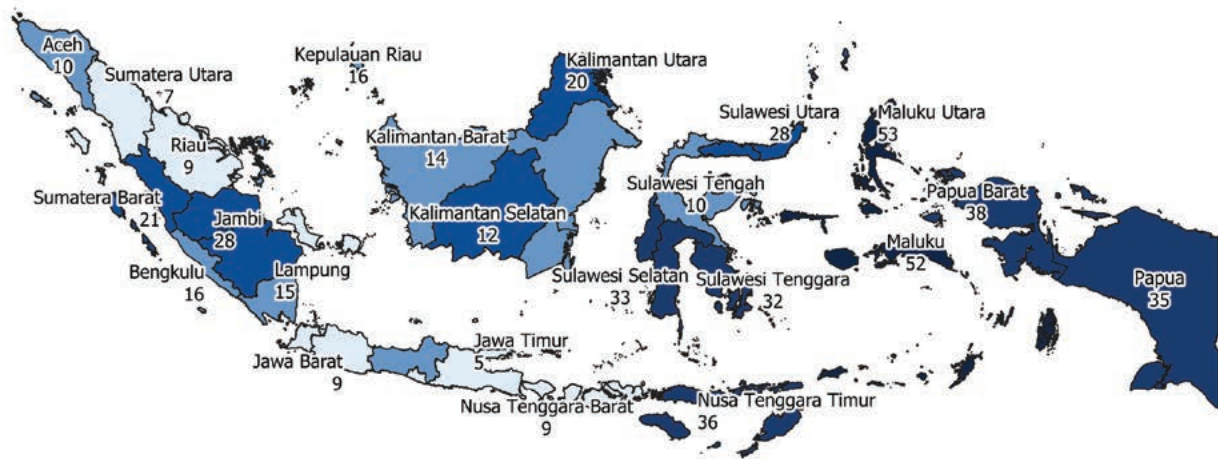 Aceh
10
Sumatera Utara
7
Kepulauan Riau
16
Kalimantan Utara
20
Riau
9
Kalimantan Barat
14
Sulawesi Utara
28
Maluku Utara
53
Sumatera Barat
21
Jambi
28
Kalimantan Selatan
12
Sulawesi Tengah
10
Papua Barat
38
Bengkulu
16
Lampung
15
Sulawesi Selatan
33
Sulawesi Tenggara
32
Maluku
52
Papua
35
Jawa Barat
9
Jawa Timur
5
Nusa Tenggara Barat
9
Nusa Tenggara Timur
36